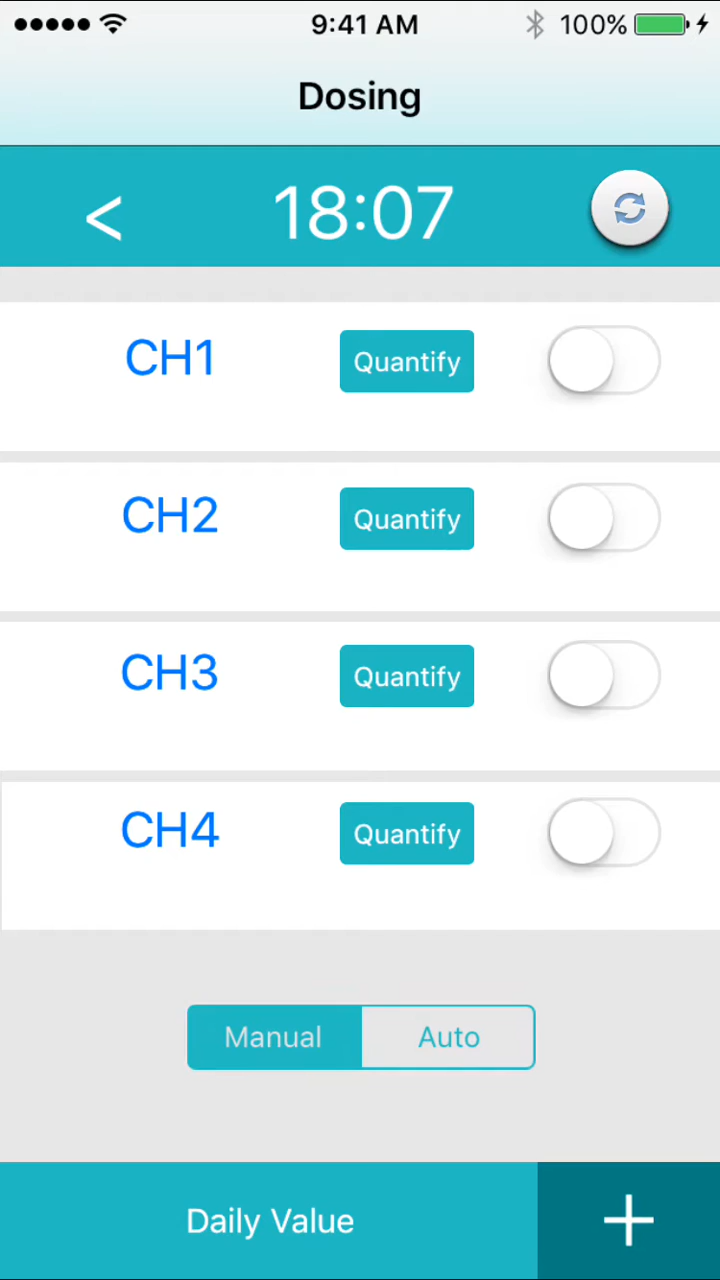 9:41 AM 100%
Dosing
< 18:07
CH1 Quantify
CH2 Quantify
CH3 Quantify
CH4 Quantify
Manual Auto
Daily Value +